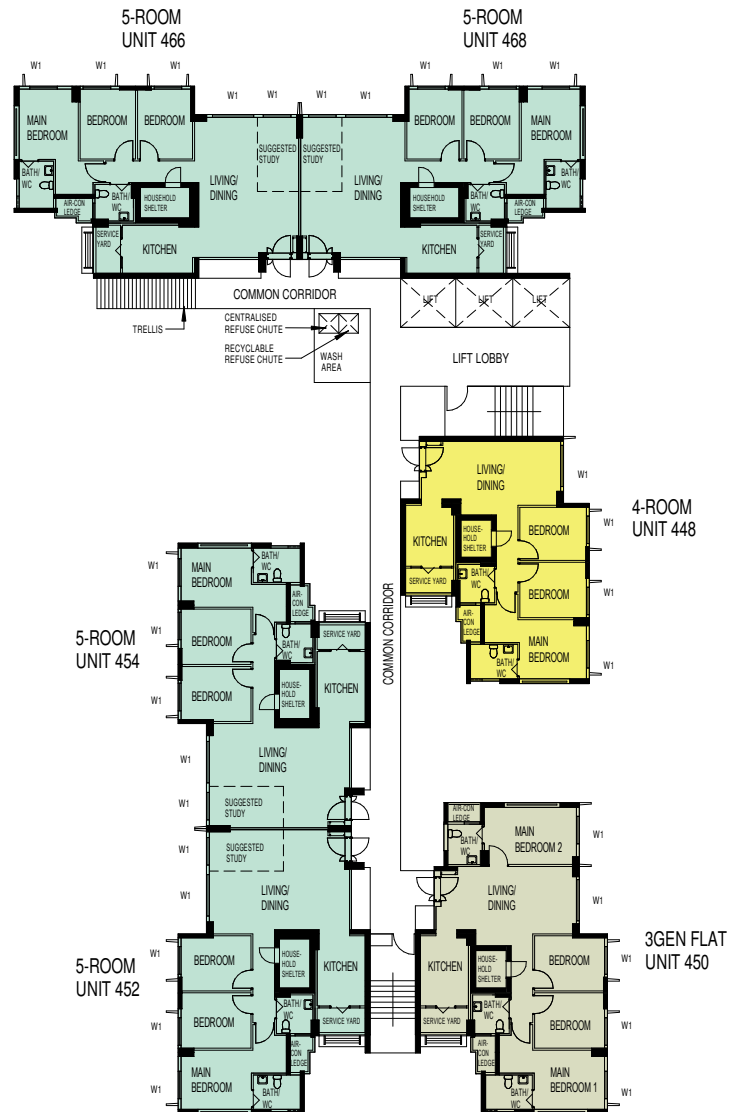 5-ROOM
UNIT 466
5-ROOM
UNIT 468
W1
W1
W1
W1
W1
W1
W1
W1
MAIN
BEDROOM
BEDROOM
BEDROOM
SUGGESTED
STUDY
SUGGESTED
STUDY
BEDROOM
BEDROOM
MAIN
BEDROOM
BATH/
WC
AIR-CON
LEDGE
BATH/
WC
HOUSEHOLD
SHELTER
LIVING/
DINING
LIVING/
DINING
HOUSEHOLD
SHELTER
BATH/
WC
AIR-CON
LEDGE
BATH/
WC
SERVICE
YARD
KITCHEN
KITCHEN
SERVICE
YARD
COMMON CORRIDOR
LIFT
LIFT
LIFT
TRELLIS
CENTRALISED
REFUSE CHUTE
RECYCLABLE
REFUSE CHUTE
WASH
AREA
LIFT LOBBY
LIVING/
DINING
W1
4-ROOM
UNIT 448
KITCHEN
HOUSE-
HOLD
SHELTER
BEDROOM
W1
SERVICE YARD
BATH/
WC
BEDROOM
W1
AIR-
CON
LEDGE
MAIN
BEDROOM
BATH/
WC
W1
COMMON CORRIDOR
5-ROOM
UNIT 454
W1
MAIN
BEDROOM
BATH/
WC
AIR-
CON
LEDGE
W1
BEDROOM
BATH/
WC
SERVICE YARD
W1
BEDROOM
HOUSE-
HOLD
SHELTER
KITCHEN
W1
LIVING/
DINING
W1
SUGGESTED
STUDY
W1
SUGGESTED
STUDY
W1
LIVING/
DINING
5-ROOM
UNIT 452
W1
BEDROOM
HOUSE-
HOLD
SHELTER
KITCHEN
W1
BEDROOM
BATH/
WC
SERVICE YARD
W1
MAIN
BEDROOM
AIR-
CON
LEDGE
BATH/
WC
AIR-CON
LEDGE
BATH/
WC
MAIN
BEDROOM 2
W1
LIVING/
DINING
W1
3GEN FLAT
UNIT 450
KITCHEN
HOUSE-
HOLD
SHELTER
BEDROOM
W1
SERVICE YARD
BATH/
WC
BEDROOM
W1
AIR-
CON
LEDGE
MAIN
BEDROOM 1
BATH/
WC
W1